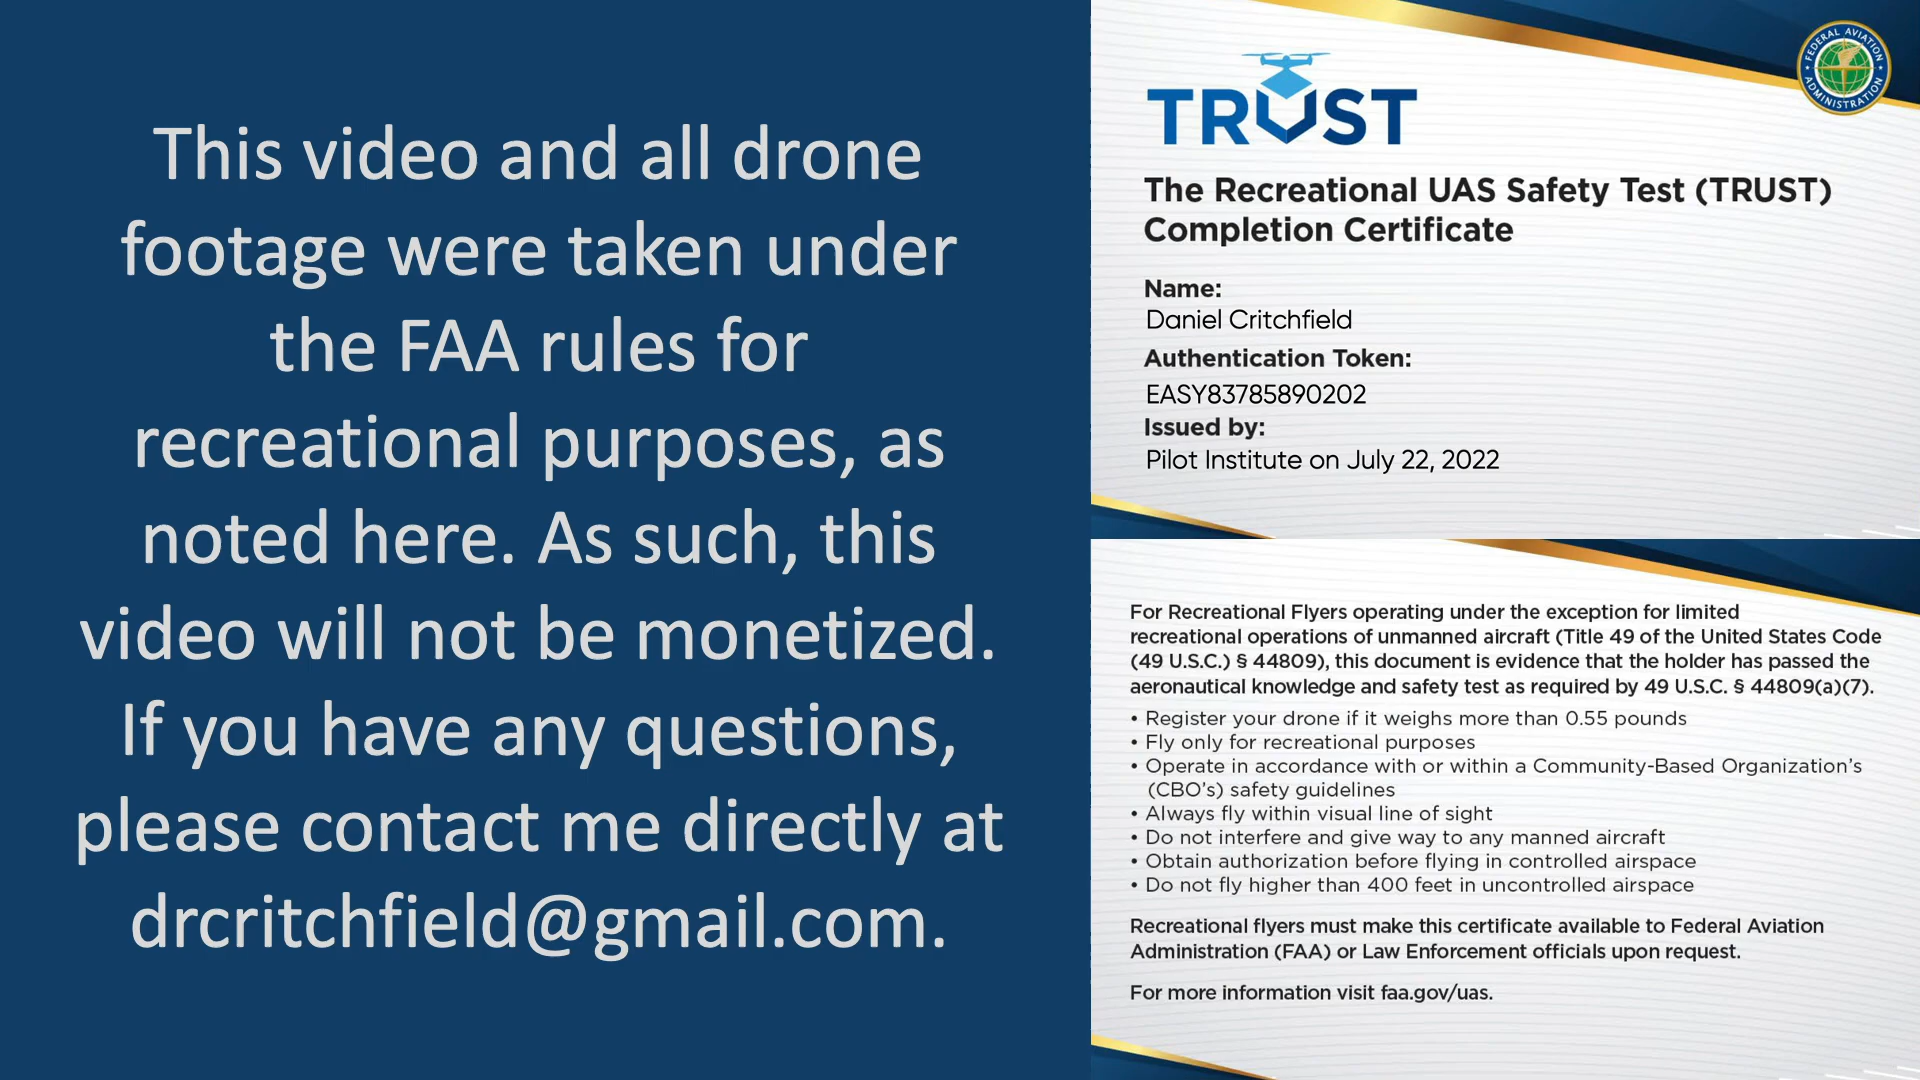 This video and all drone
footage were taken under
the FAA rules for
recreational purposes, as
noted here. As such, this
video will not be monetized.
If you have any questions,
please contact me directly at
drcritchfield@gmail.com.
FEDERAL AVIATION
ADMINISTRATION
TRUST
The Recreational UAS Safety Test (TRUST)
Completion Certificate
Name:
Daniel Critchfield
Authentication Token:
EASY83785890202
Issued by:
Pilot Institute on July 22, 2022
For Recreational Flyers operating under the exception for limited
recreational operations of unmanned aircraft (Title 49 of the United States Code
(49 U.S.C.) § 44809), this document is evidence that the holder has passed the
aeronautical knowledge and safety test as required by 49 U.S.C. § 44809(a)(7).
• Register your drone if it weighs more than 0.55 pounds
• Fly only for recreational purposes
• Operate in accordance with or within a Community-Based Organization's
(CBO's) safety guidelines
• Always fly within visual line of sight
• Do not interfere and give way to any manned aircraft
• Obtain authorization before flying in controlled airspace
• Do not fly higher than 400 feet in uncontrolled airspace
Recreational flyers must make this certificate available to Federal Aviation
Administration (FAA) or Law Enforcement officials upon request.
For more information visit faa.gov/uas.